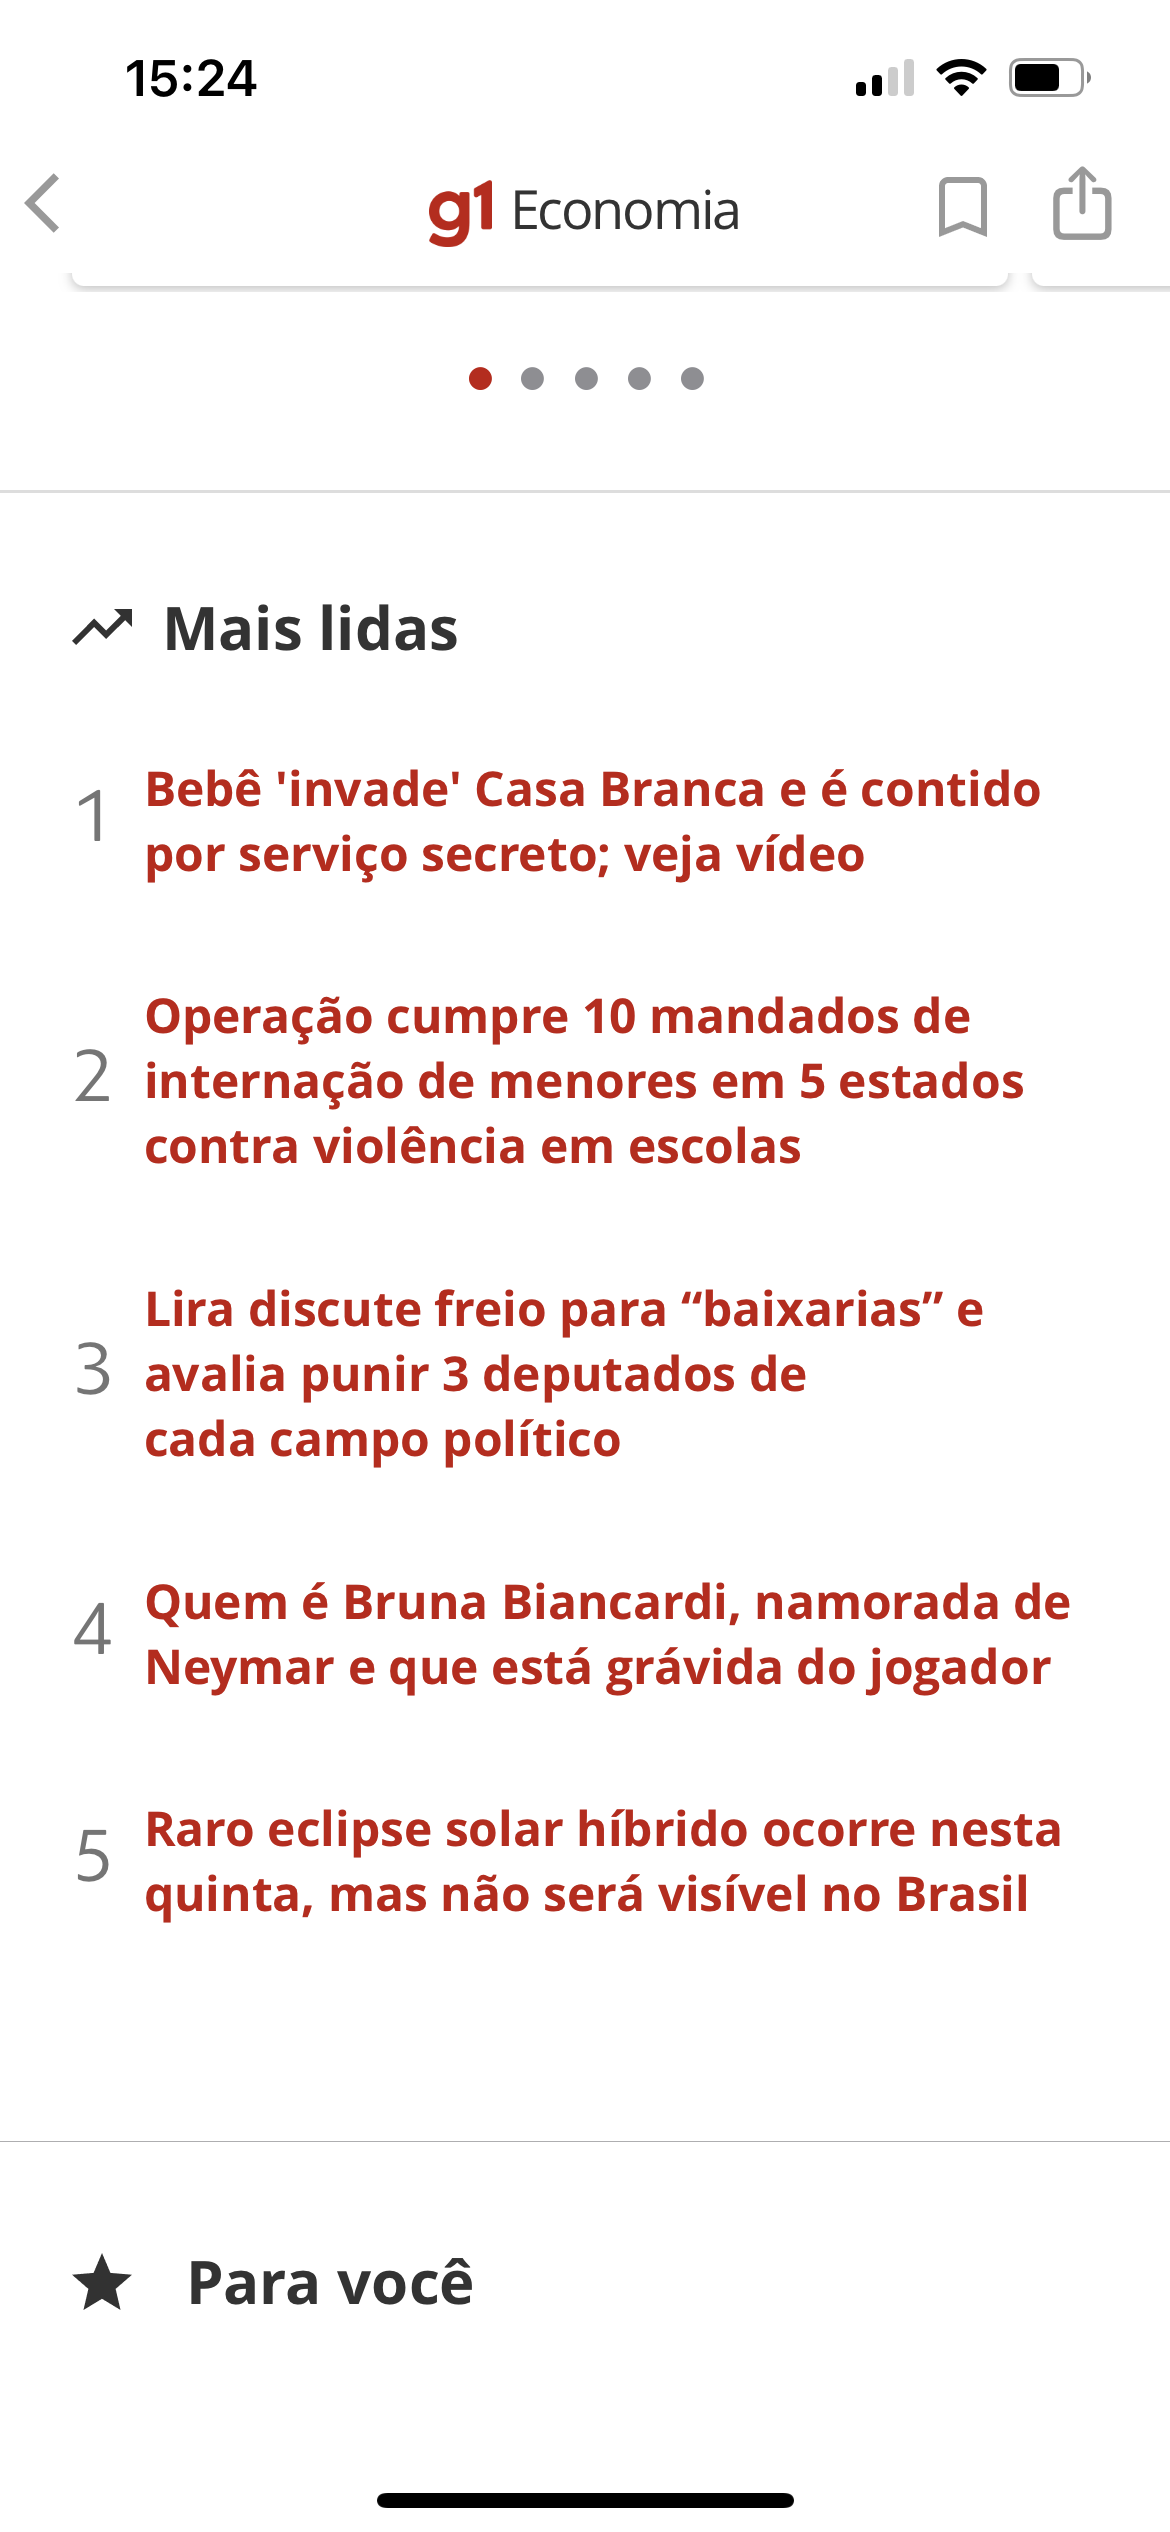 15:24
g1 Economia
Mais lidas
1
Bebê 'invade' Casa Branca e é contido
por serviço secreto; veja vídeo
2
Operação cumpre 10 mandados de
internação de menores em 5 estados
contra violência em escolas
3
Lira discute freio para “baixarias” e
avalia punir 3 deputados de
cada campo político
4
Quem é Bruna Biancardi, namorada de
Neymar e que está grávida do jogador
5
Raro eclipse solar híbrido ocorre nesta
quinta, mas não será visível no Brasil
Para você